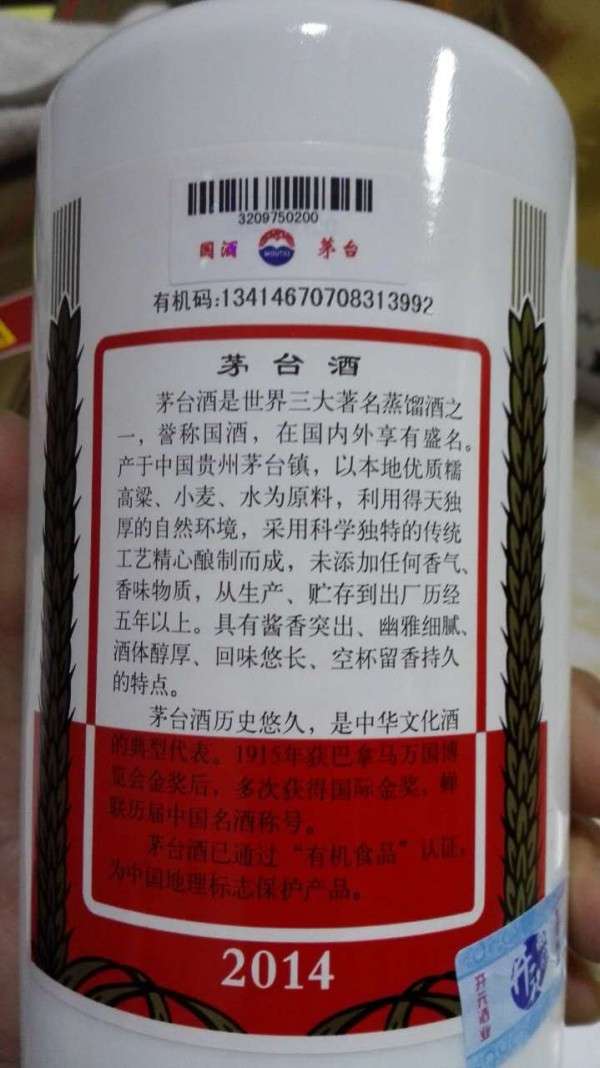 3209750200
国酒 MOUTAI 茅台
有机码:13414670708313992
茅台酒
茅台酒是世界三大著名蒸馏酒之
一，誉称国酒，在国内外享有盛名。
产于中国贵州茅台镇，以本地优质糯
高粱、小麦、水为原料，利用得天独
厚的自然环境，采用科学独特的传统
工艺精心酿制而成，未添加任何香气、
香味物质，从生产、贮存到出厂历经
五年以上。具有酱香突出、幽雅细腻、
酒体醇厚、回味悠长、空杯留香持久
的特点。
茅台酒历史悠久，是中华文化酒
的典型代表。1915年获巴拿马万国博
览会金奖后，多次获得国际金奖，蝉
联历届中国名酒称号。
茅台酒已通过“有机食品”认证，
为中国地理标志保护产品。
2014
开元酒业